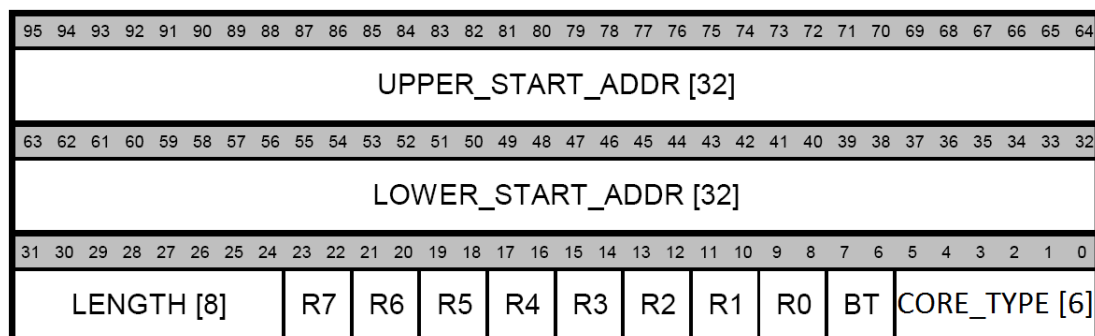 95 94 93 92 91 90 89 88 87 86 85 84 83 82 81 80 79 78 77 76 75 74 73 72 71 70 69 68 67 66 65 64
UPPER_START_ADDR [32]
63 62 61 60 59 58 57 56 55 54 53 52 51 50 49 48 47 46 45 44 43 42 41 40 39 38 37 36 35 34 33 32
LOWER_START_ADDR [32]
31 30 29 28 27 26 25 24 23 22 21 20 19 18 17 16 15 14 13 12 11 10 9 8 7 6 5 4 3 2 1 0
LENGTH [8] R7 R6 R5 R4 R3 R2 R1 R0 BT CORE_TYPE [6]